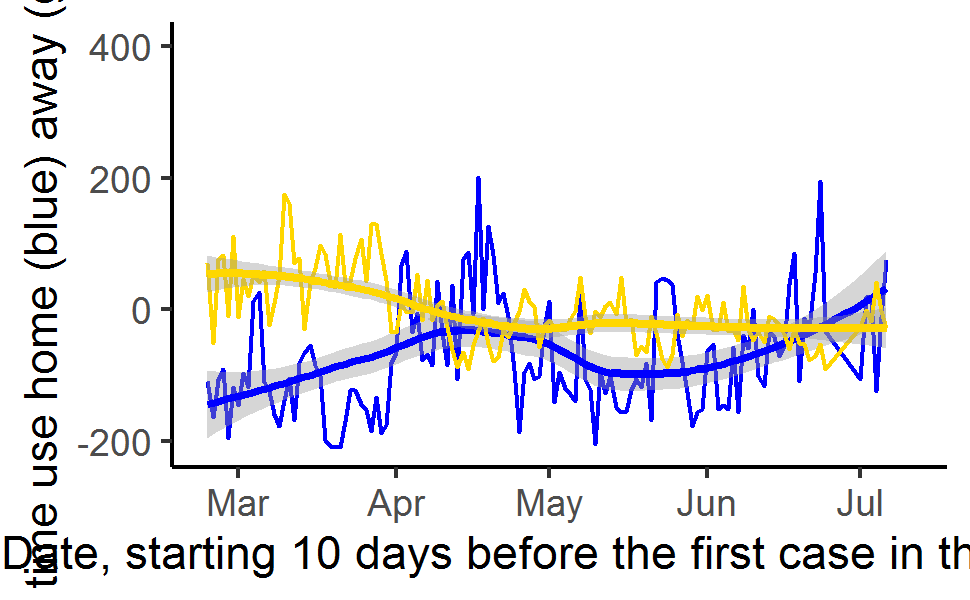 time use home (blue) away (g
400
200
0
-200
Mar Apr May Jun Jul
Date, starting 10 days before the first case in th